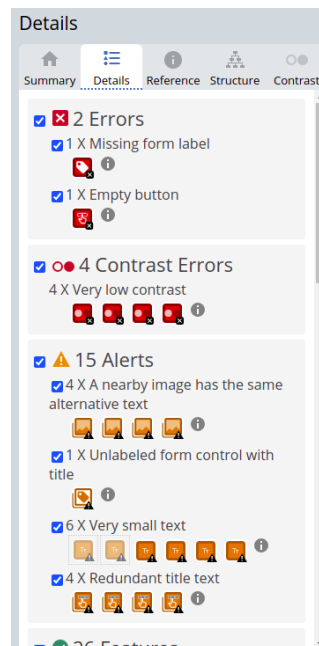 Details
Summary Details Reference Structure Contrast
2 Errors
1 X Missing form label
1 X Empty button
4 Contrast Errors
4 X Very low contrast
15 Alerts
4 X A nearby image has the same
alternative text
1 X Unlabeled form control with
title
6 X Very small text
4 X Redundant title text
26 Features